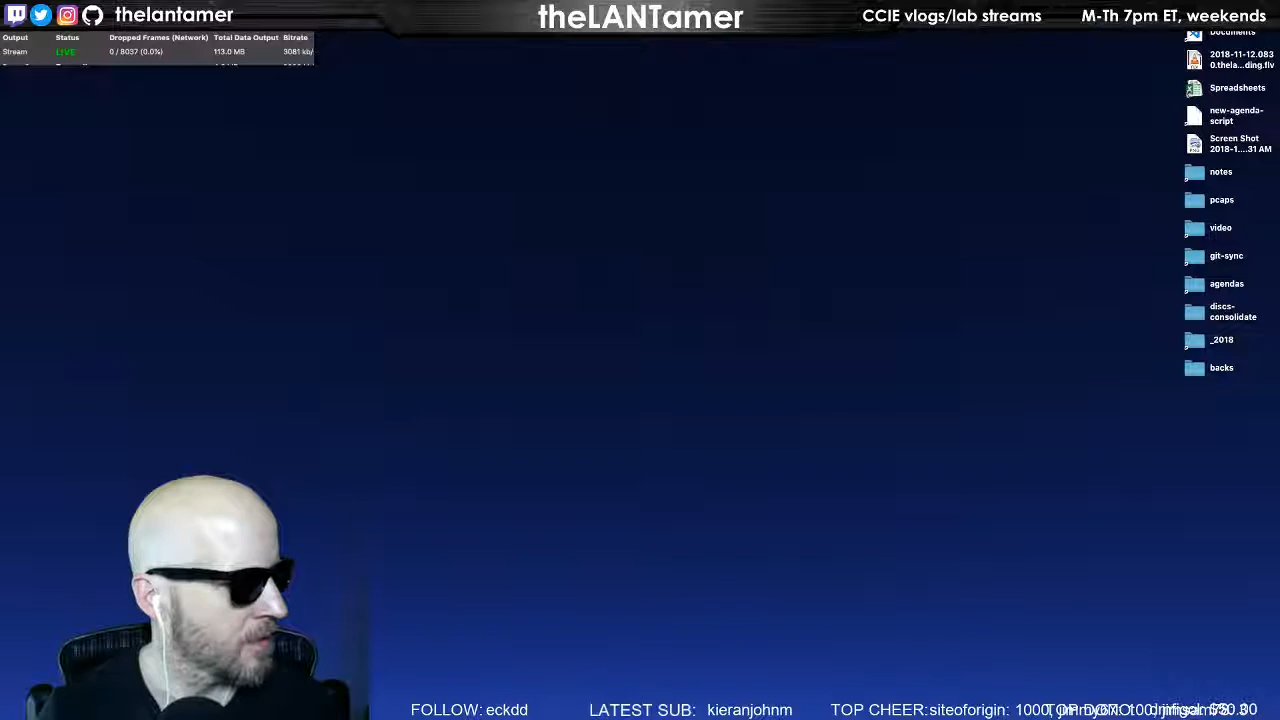 thelantamer
theLANTamer
CCIE vlogs/lab streams
M-Th 7pm ET, weekends
Output Status Dropped Frames (Network) Total Data Output Bitrate
Stream LIVE 0 / 8037 (0.0%) 113.0 MB 3081 kb/
Documents
2018-11-12.083
0.thela...ding.flv
Spreadsheets
new-agenda-
script
Screen Shot
2018-1....31 AM
notes
pcaps
video
git-sync
agendas
discs-
consolidate
_2018
backs
FOLLOW: eckdd
LATEST SUB: kieranjohnm
TOP CHEER: siteoforigin: 1000